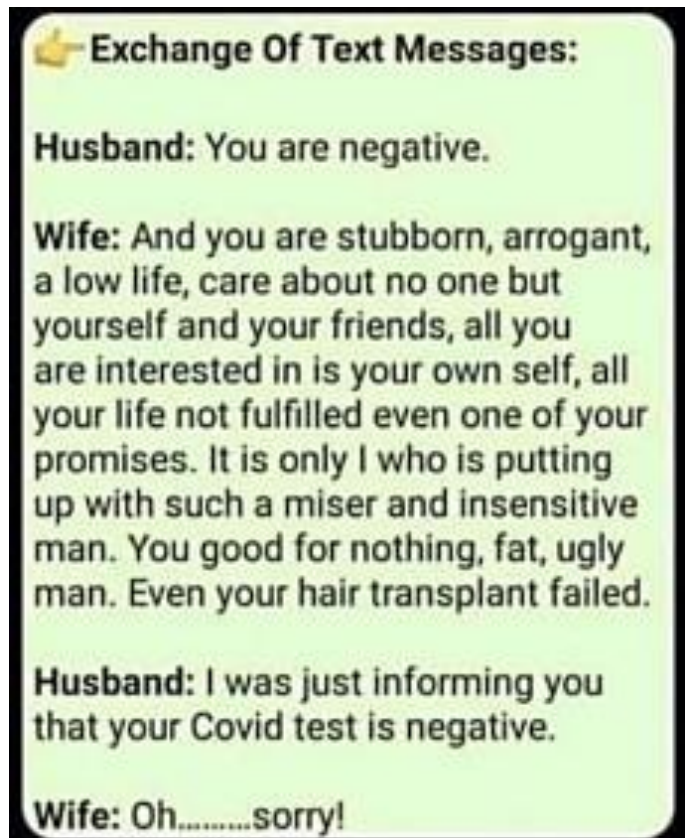 👉Exchange Of Text Messages:
Husband: You are negative.
Wife: And you are stubborn, arrogant,
a low life, care about no one but
yourself and your friends, all you
are interested in is your own self, all
your life not fulfilled even one of your
promises. It is only I who is putting
up with such a miser and insensitive
man. You good for nothing, fat, ugly
man. Even your hair transplant failed.
Husband: I was just informing you
that your Covid test is negative.
Wife: Oh.........sorry!